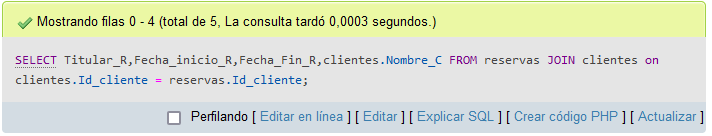 Mostrando filas 0 - 4 (total de 5, La consulta tardó 0,0003 segundos.)
SELECT Titular_R,Fecha_inicio_R,Fecha_Fin_R,clientes.Nombre_C FROM reservas JOIN clientes on
clientes.Id_cliente = reservas.Id_cliente;
Perfilando [ Editar en línea ] [ Editar ] [ Explicar SQL ] [ Crear código PHP ] [ Actualizar ]